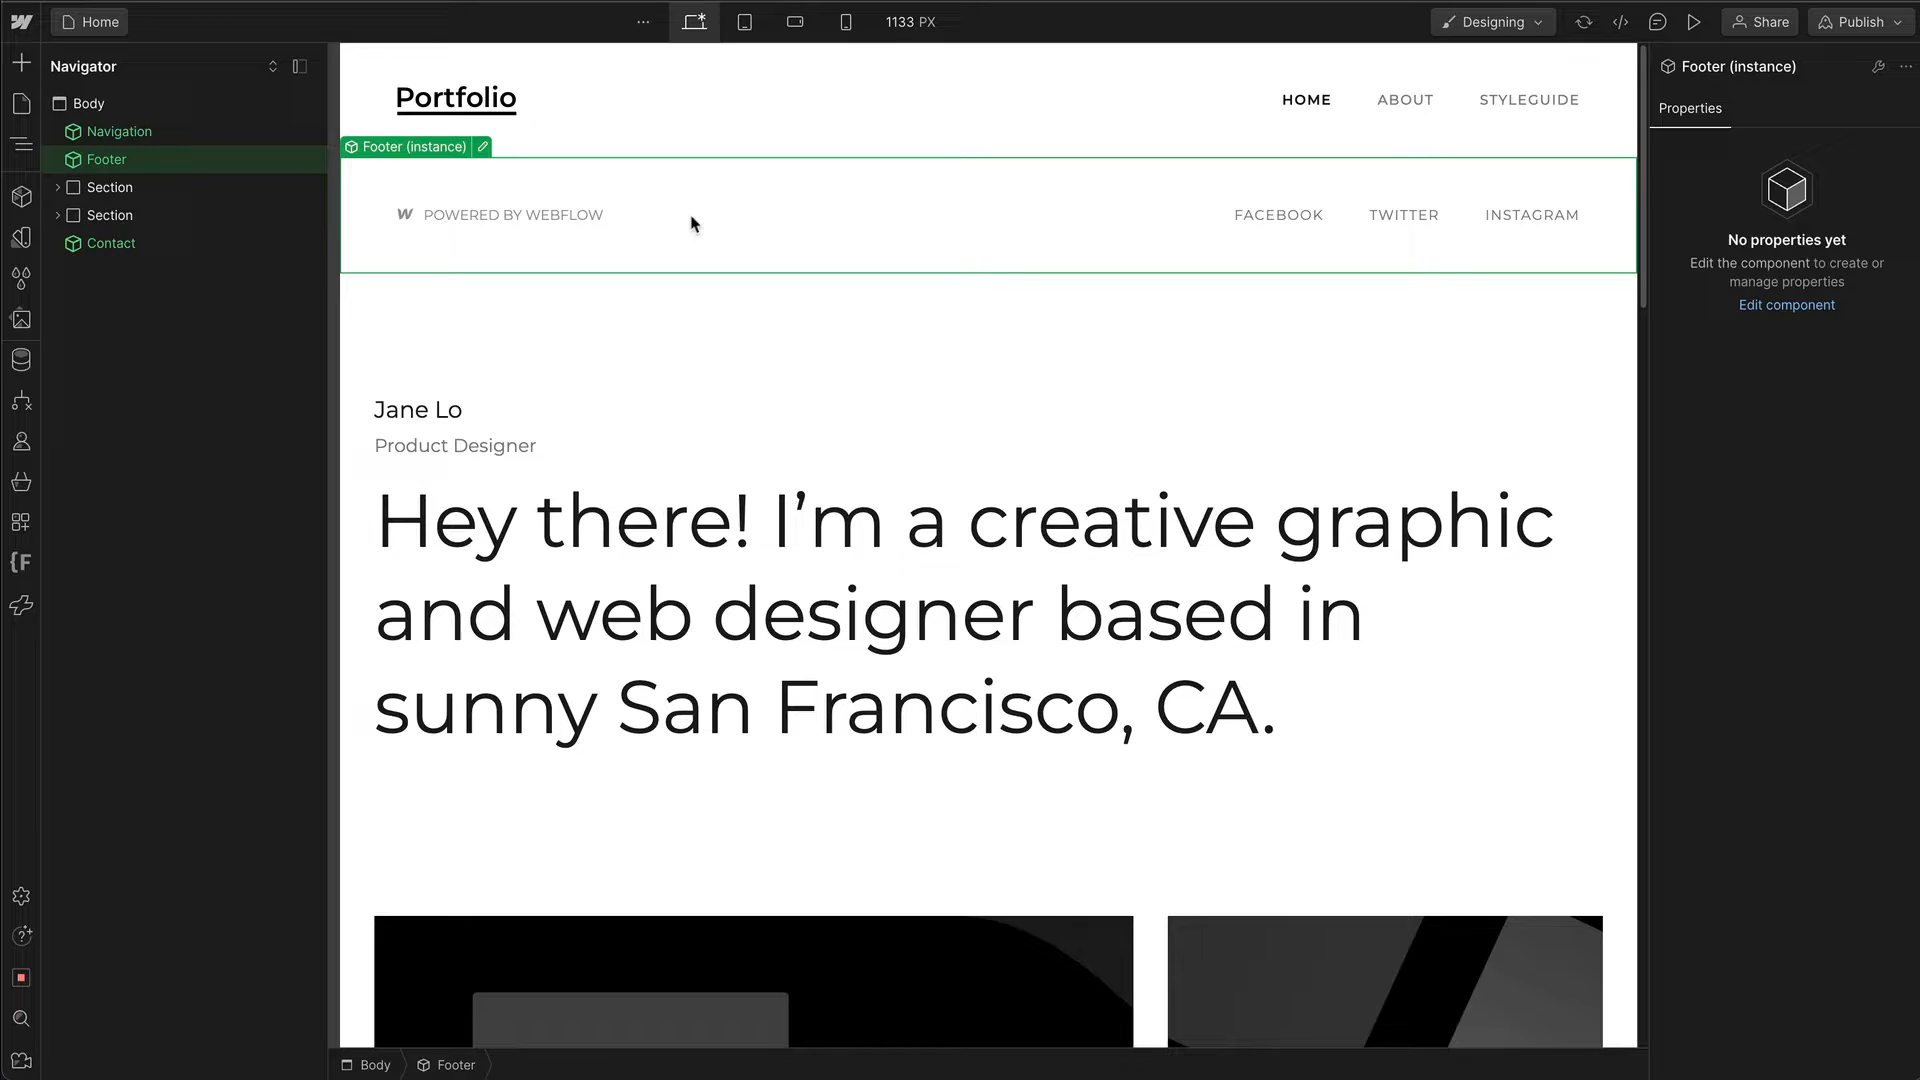 Home
1133 PX
Designing
Share
Publish
Navigator
Body
Navigation
Footer
Section
Section
Contact
Portfolio
HOME
ABOUT
STYLEGUIDE
Footer (instance)
POWERED BY WEBFLOW
FACEBOOK
TWITTER
INSTAGRAM
Jane Lo
Product Designer
Hey there! I’m a creative graphic
and web designer based in
sunny San Francisco, CA.
Footer (instance)
Properties
No properties yet
Edit the component to create or
manage properties
Edit component
Body
Footer